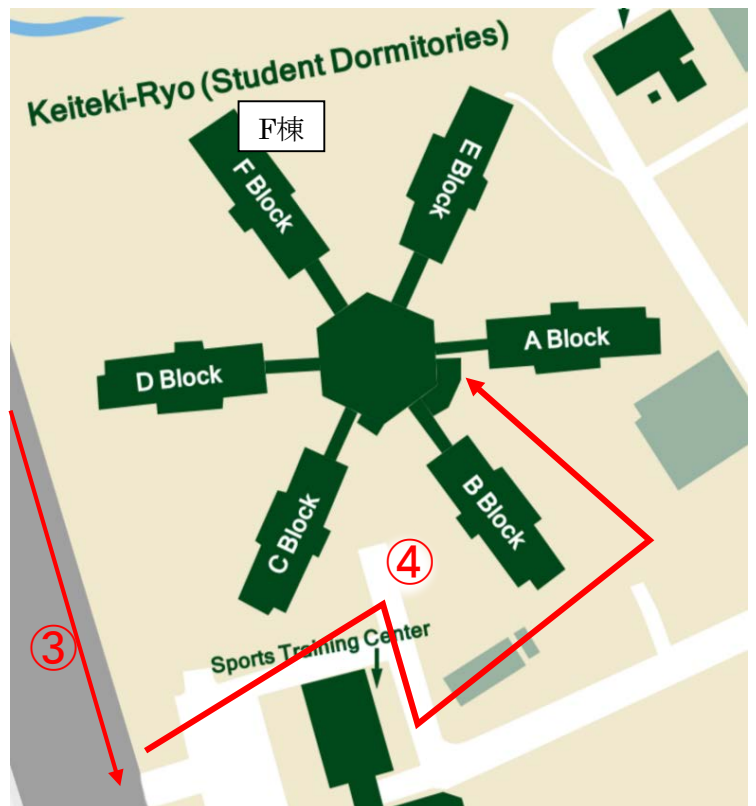 Keiteki-Ryo (Student Dormitories)
F棟
F Block
E Block
A Block
D Block
B Block
C Block
④
③
Sports Training Center